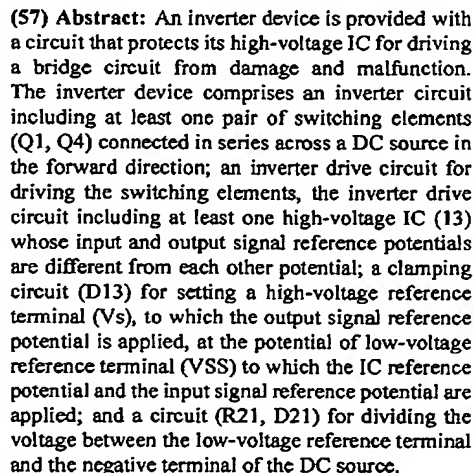 (57) Abstract: An inverter device is provided with
a circuit that protects its high-voltage IC for driving
a bridge circuit from damage and malfunction.
The inverter device comprises an inverter circuit
including at least one pair of switching elements
(Q1, Q4) connected in series across a DC source in
the forward direction; an inverter drive circuit for
driving the switching elements, the inverter drive
circuit including at least one high-voltage IC (13)
whose input and output signal reference potentials
are different from each other potential; a clamping
circuit (D13) for setting a high-voltage reference
terminal (Vs), to which the output signal reference
potential is applied, at the potential of low-voltage
reference terminal (VSS) to which the IC reference
potential and the input signal reference potential are
applied; and a circuit (R21, D21) for dividing the
voltage between the low-voltage reference terminal
and the negative terminal of the DC source.